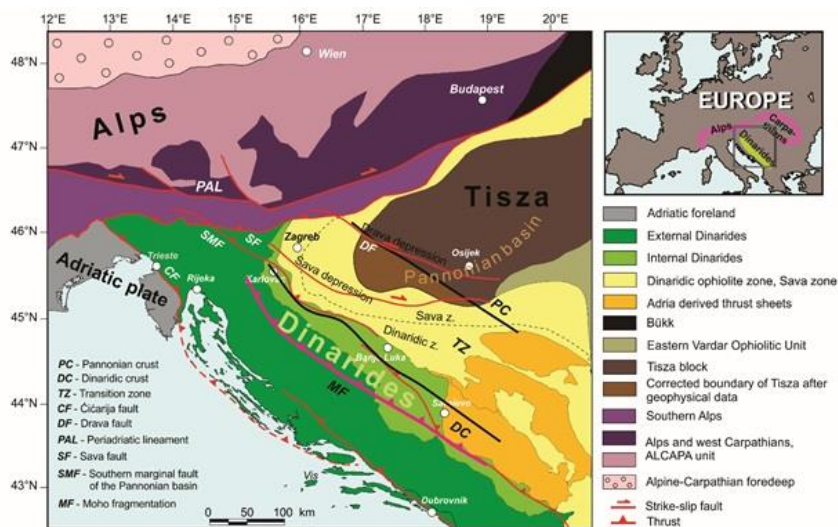 12°E 13°E 14°E 15°E 16°E 17°E 18°E 19°E 20°E
48°N
47°N
46°N
45°N
44°N
43°N
Wien
Budapest
Alps
PAL
Tisza
SMF
SF
Zagreb
Drava depression
DF
Osijek
Pannonian basin
Trieste
CF
Rijeka
Karlovac
Sava depression
Adriatic plate
PC
Sava z.
Dinaridic z.
TZ
Dinarides
Banja Luka
MF
Sarajevo
DC
Vis
Dubrovnik
PC - Pannonian crust
DC - Dinaridic crust
TZ - Transition zone
CF - Čičarija fault
DF - Drava fault
PAL - Periadriatic lineament
SF - Sava fault
SMF - Southern marginal fault
of the Pannonian basin
MF - Moho fragmentation
0 50 100
km
EUROPE
Alps
Carpa-
thians
Dinarides
Adriatic foreland
External Dinarides
Internal Dinarides
Dinaridic ophiolite zone, Sava zone
Adria derived thrust sheets
Bükk
Eastern Vardar Ophiolitic Unit
Tisza block
Corrected boundary of Tisza after
geophysical data
Southern Alps
Alps and west Carpathians,
ALCAPA unit
Alpine-Carpathian foredeep
Strike-slip fault
Thrust